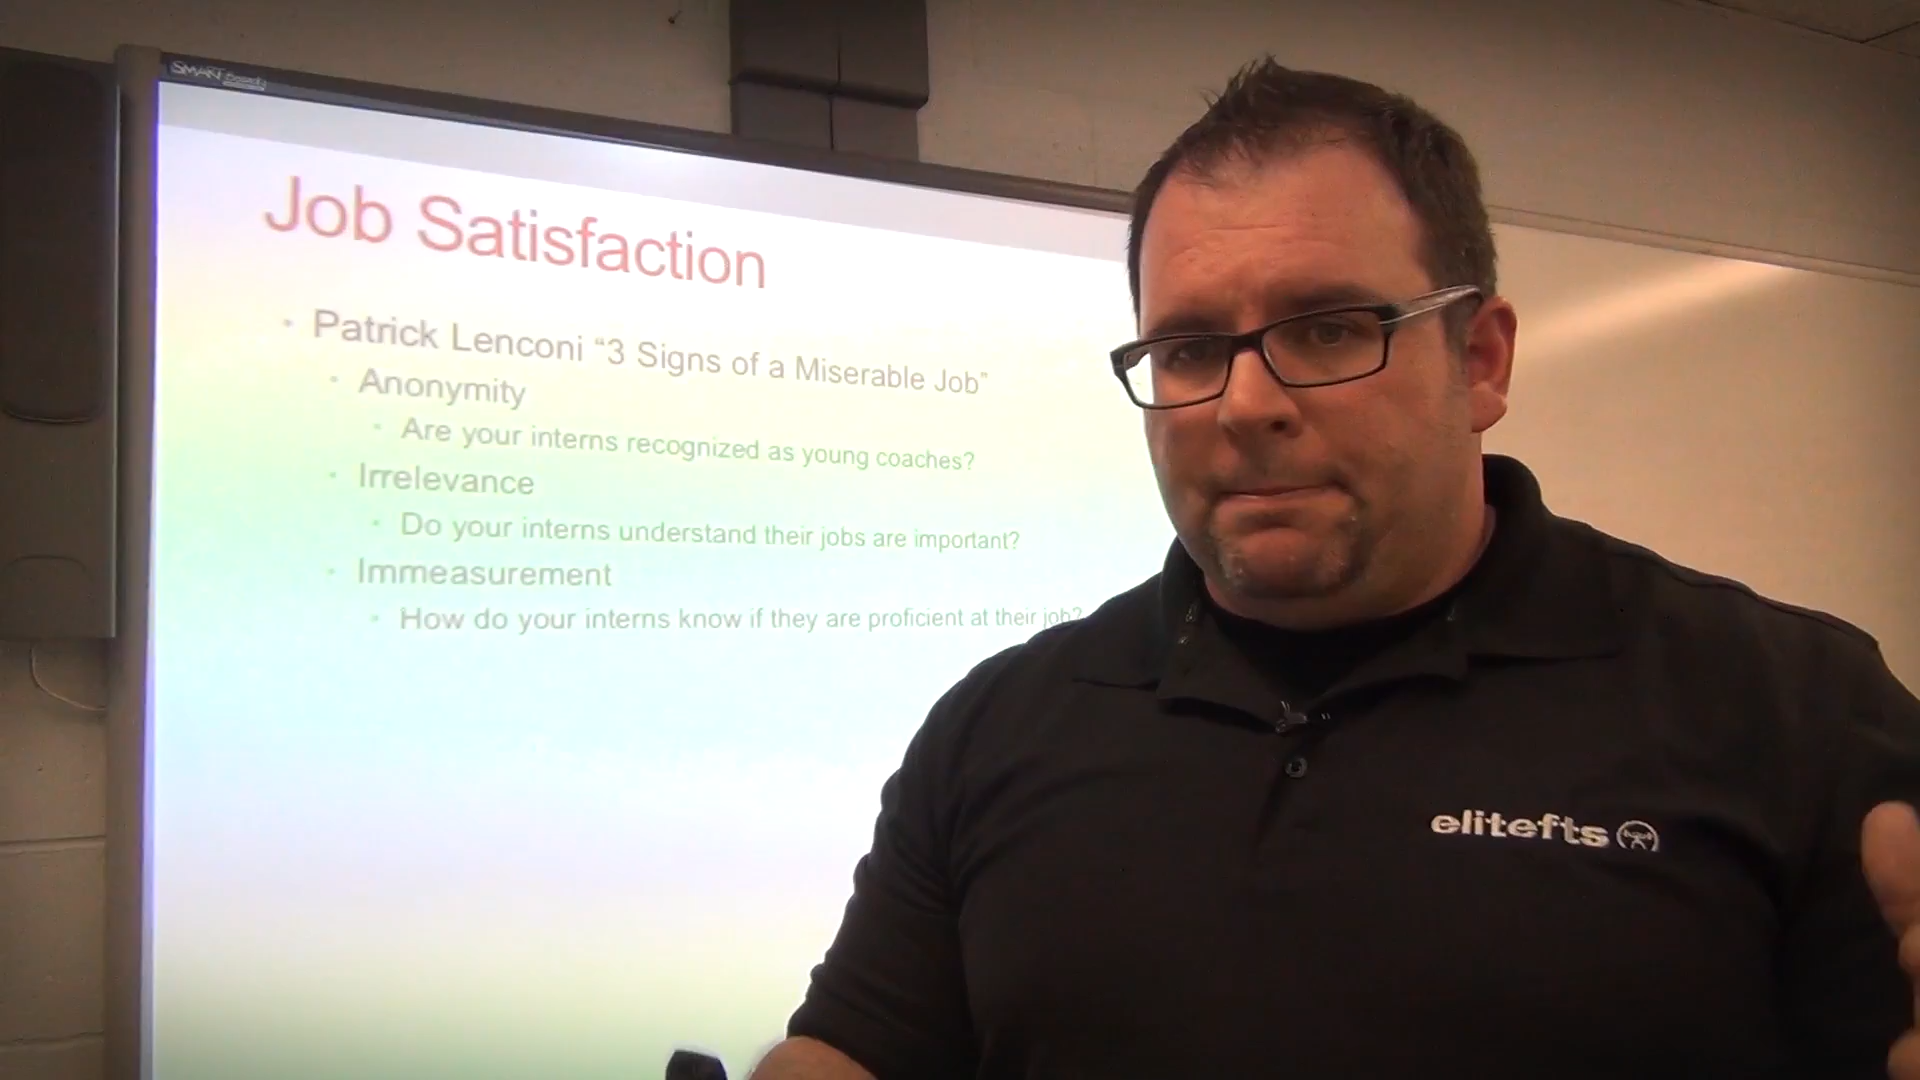 SMART Board
Job Satisfaction
• Patrick Lenconi “3 Signs of a Miserable Job”
• Anonymity
• Are your interns recognized as young coaches?
• Irrelevance
• Do your interns understand their jobs are important?
• Immeasurement
• How do your interns know if they are proficient at their job?
elitefts